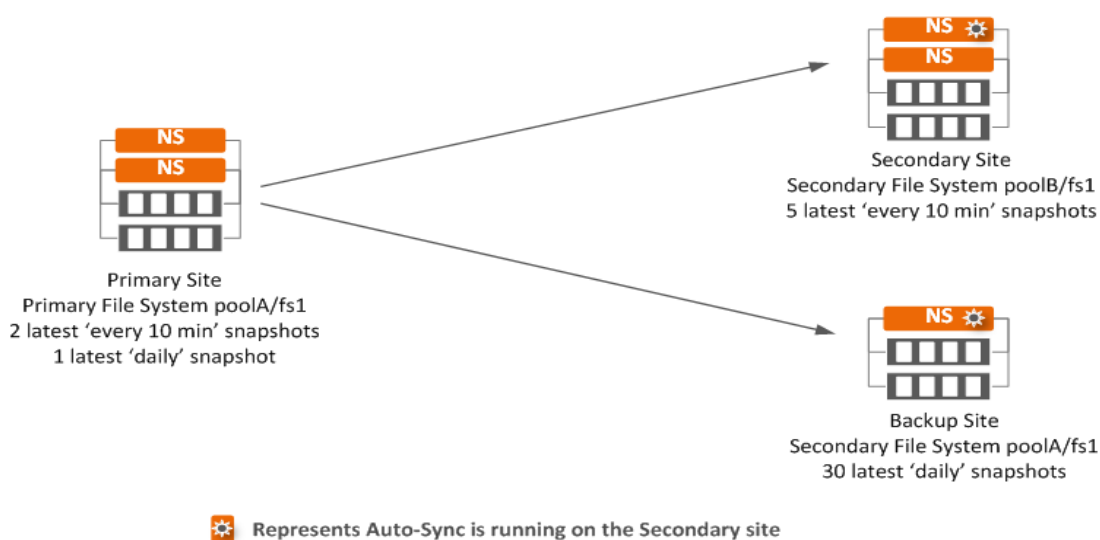 NS
NS
Primary Site
Primary File System poolA/fs1
2 latest ‘every 10 min’ snapshots
1 latest ‘daily’ snapshot
NS
NS
Secondary Site
Secondary File System poolB/fs1
5 latest ‘every 10 min’ snapshots
NS
Backup Site
Secondary File System poolA/fs1
30 latest ‘daily’ snapshots
Represents Auto-Sync is running on the Secondary site